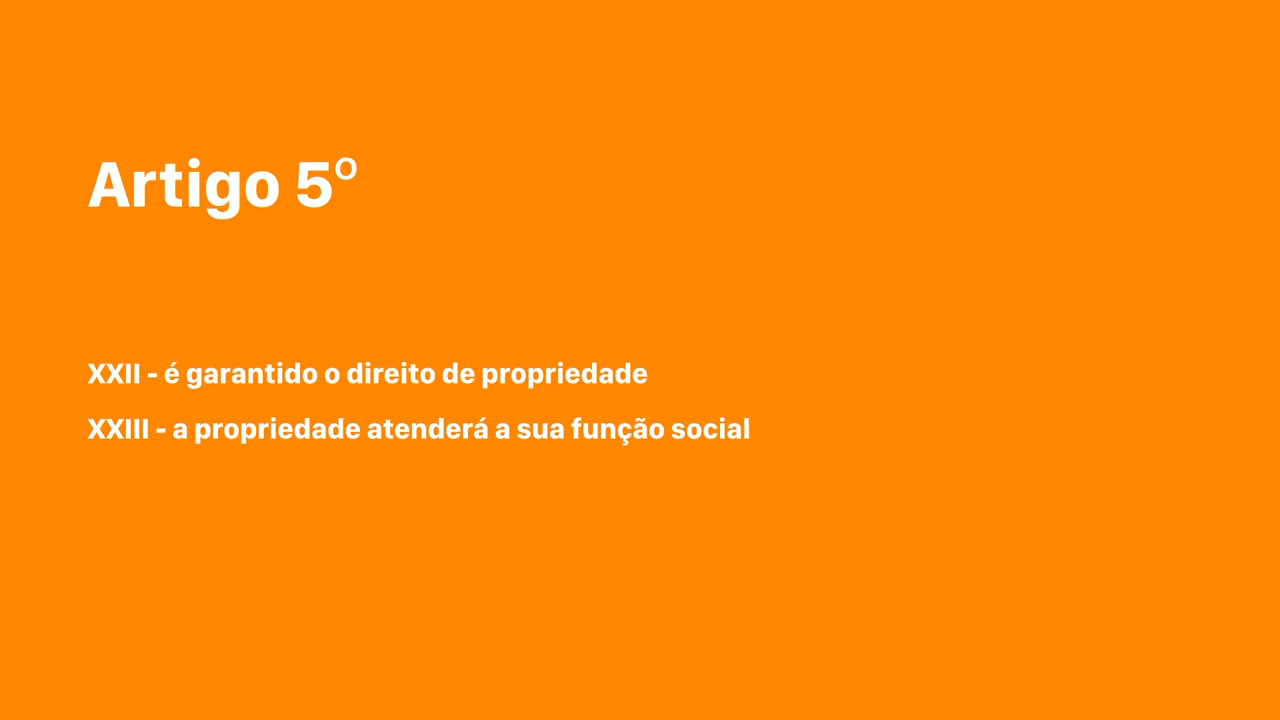 Artigo 5º
XXII - é garantido o direito de propriedade
XXIII - a propriedade atenderá a sua função social